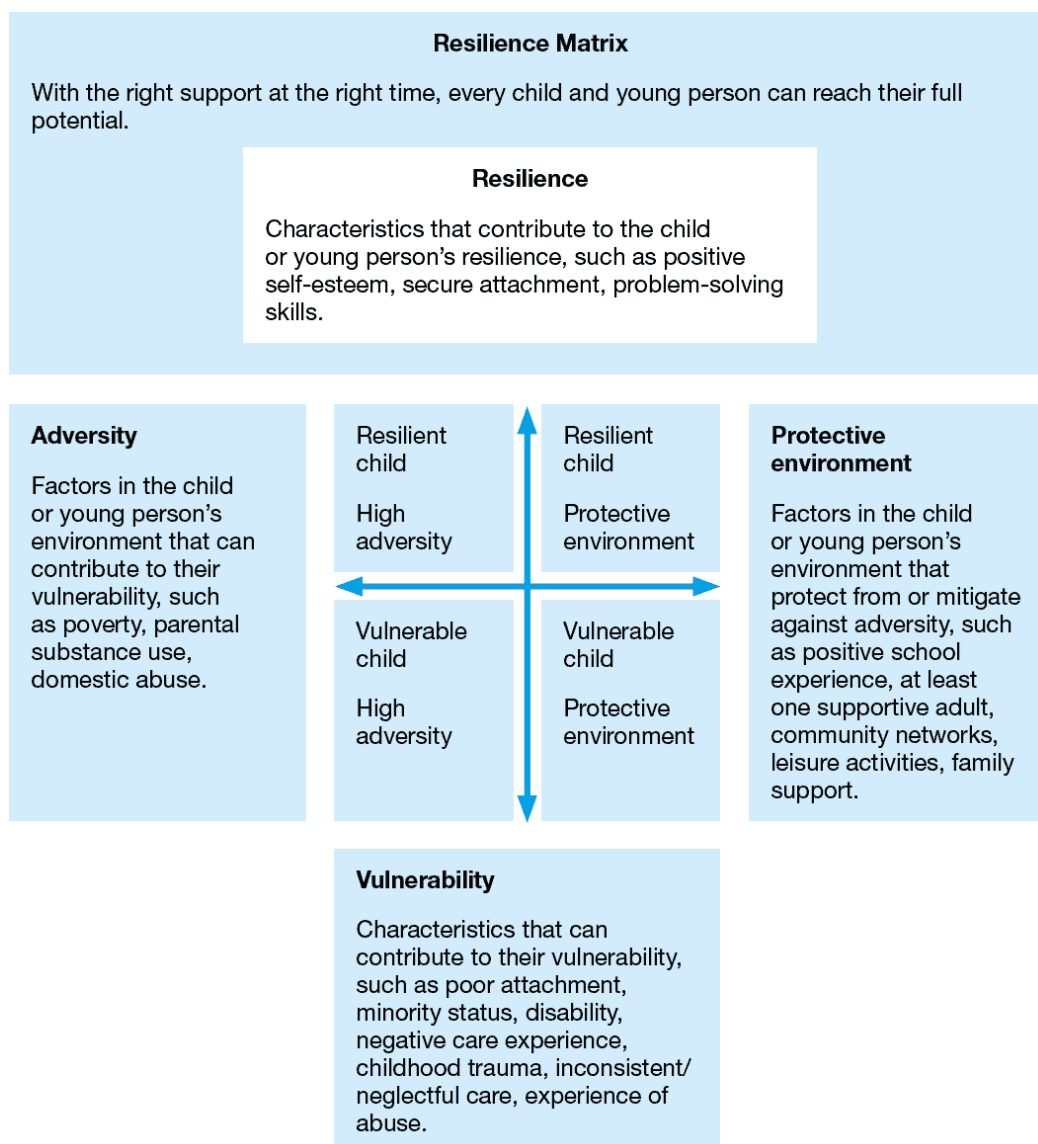 Resilience Matrix
With the right support at the right time, every child and young person can reach their full
potential.
Resilience
Characteristics that contribute to the child
or young person’s resilience, such as positive
self-esteem, secure attachment, problem-solving
skills.
Adversity
Factors in the child
or young person’s
environment that can
contribute to their
vulnerability, such
as poverty, parental
substance use,
domestic abuse.
Resilient
child
High
adversity
Resilient
child
Protective
environment
Vulnerable
child
High
adversity
Vulnerable
child
Protective
environment
Protective
environment
Factors in the child
or young person’s
environment that
protect from or mitigate
against adversity, such
as positive school
experience, at least
one supportive adult,
community networks,
leisure activities, family
support.
Vulnerability
Characteristics that can
contribute to their vulnerability,
such as poor attachment,
minority status, disability,
negative care experience,
childhood trauma, inconsistent/
neglectful care, experience of
abuse.